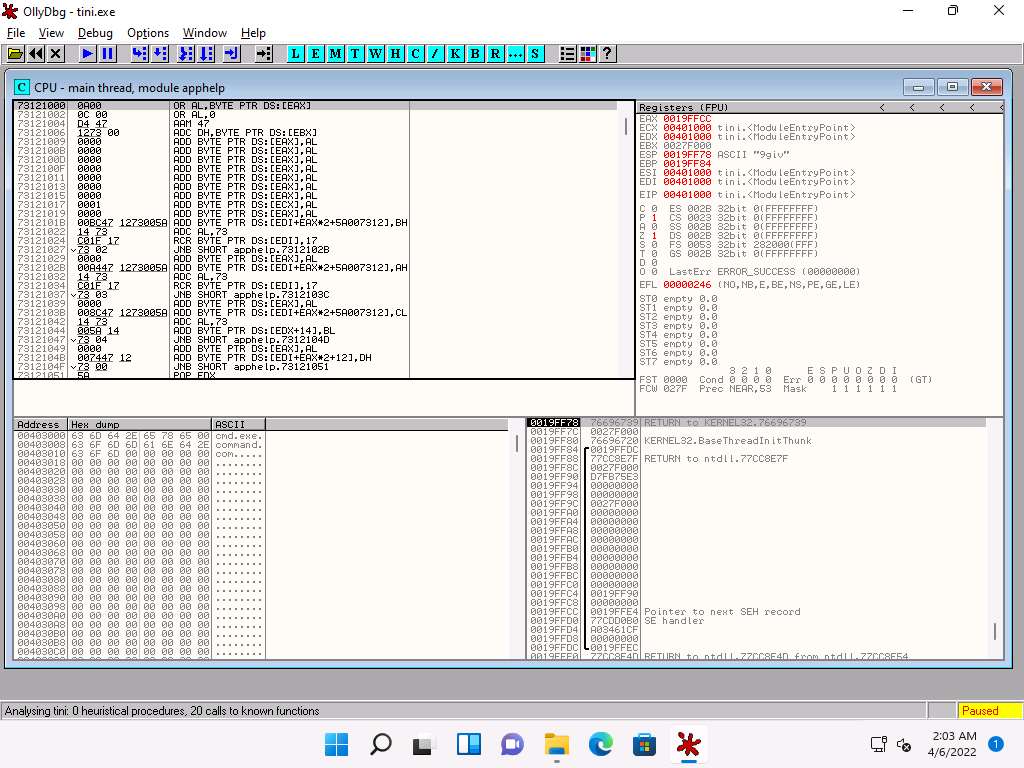 OllyDbg - tini.exe
File View Debug Options Window Help
L E M T W H C / K B R ... S ?
C CPU - main thread, module apphelp
73121000 0A00 OR AL,BYTE PTR DS:[EAX]
73121002 0C 00 OR AL,0
73121004 D4 47 AAM 47
73121006 1273 00 ADC DH,BYTE PTR DS:[EBX]
73121009 0000 ADD BYTE PTR DS:[EAX],AL
7312100B 0000 ADD BYTE PTR DS:[EAX],AL
7312100D 0000 ADD BYTE PTR DS:[EAX],AL
7312100F 0000 ADD BYTE PTR DS:[EAX],AL
73121011 0000 ADD BYTE PTR DS:[EAX],AL
73121013 0000 ADD BYTE PTR DS:[EAX],AL
73121015 0000 ADD BYTE PTR DS:[EAX],AL
73121017 0001 ADD BYTE PTR DS:[ECX],AL
73121019 0000 ADD BYTE PTR DS:[EAX],AL
7312101B 00BC47 1273005A ADD BYTE PTR DS:[EDI+EAX*2+5A007312],BH
73121022 14 73 ADC AL,73
73121024 C01F 17 RCR BYTE PTR DS:[EDI],17
73121027 73 02 JNB SHORT apphelp.7312102B
73121029 0000 ADD BYTE PTR DS:[EAX],AL
7312102B 00A447 1273005A ADD BYTE PTR DS:[EDI+EAX*2+5A007312],AH
73121032 14 73 ADC AL,73
73121034 C01F 17 RCR BYTE PTR DS:[EDI],17
73121037 73 03 JNB SHORT apphelp.7312103C
73121039 0000 ADD BYTE PTR DS:[EAX],AL
7312103B 008C47 1273005A ADD BYTE PTR DS:[EDI+EAX*2+5A007312],CL
73121042 14 73 ADC AL,73
73121044 005A 14 ADD BYTE PTR DS:[EDX+14],BL
73121047 73 04 JNB SHORT apphelp.7312104D
73121049 0000 ADD BYTE PTR DS:[EAX],AL
7312104B 007447 12 ADD BYTE PTR DS:[EDI+EAX*2+12],DH
7312104F 73 00 JNB SHORT apphelp.73121051
73121051 5A POP EDX
Registers (FPU) < < < < <
EAX 0019FFCC
ECX 00401000 tini.<ModuleEntryPoint>
EDX 00401000 tini.<ModuleEntryPoint>
EBX 0027F000
ESP 0019FF78 ASCII "9giv"
EBP 0019FF84
ESI 00401000 tini.<ModuleEntryPoint>
EDI 00401000 tini.<ModuleEntryPoint>
EIP 00401000 tini.<ModuleEntryPoint>
C 0 ES 002B 32bit 0(FFFFFFFF)
P 1 CS 0023 32bit 0(FFFFFFFF)
A 0 SS 002B 32bit 0(FFFFFFFF)
Z 1 DS 002B 32bit 0(FFFFFFFF)
S 0 FS 0053 32bit 282000(FFF)
T 0 GS 002B 32bit 0(FFFFFFFF)
D 0
O 0 LastErr ERROR_SUCCESS (00000000)
EFL 00000246 (NO,NB,E,BE,NS,PE,GE,LE)
ST0 empty 0.0
ST1 empty 0.0
ST2 empty 0.0
ST3 empty 0.0
ST4 empty 0.0
ST5 empty 0.0
ST6 empty 0.0
ST7 empty 0.0
3 2 1 0 E S P U O Z D I
FST 0000 Cond 0 0 0 0 Err 0 0 0 0 0 0 0 0 (GT)
FCW 027F Prec NEAR,53 Mask 1 1 1 1 1 1
Address Hex dump ASCII
00403000 63 6D 64 2E 65 78 65 00 cmd.exe.
00403008 63 6F 6D 6D 61 6E 64 2E command.
00403010 63 6F 6D 00 00 00 00 00 com.....
00403018 00 00 00 00 00 00 00 00 ........
00403020 00 00 00 00 00 00 00 00 ........
00403028 00 00 00 00 00 00 00 00 ........
00403030 00 00 00 00 00 00 00 00 ........
00403038 00 00 00 00 00 00 00 00 ........
00403040 00 00 00 00 00 00 00 00 ........
00403048 00 00 00 00 00 00 00 00 ........
00403050 00 00 00 00 00 00 00 00 ........
00403058 00 00 00 00 00 00 00 00 ........
00403060 00 00 00 00 00 00 00 00 ........
00403068 00 00 00 00 00 00 00 00 ........
00403070 00 00 00 00 00 00 00 00 ........
00403078 00 00 00 00 00 00 00 00 ........
00403080 00 00 00 00 00 00 00 00 ........
00403088 00 00 00 00 00 00 00 00 ........
00403090 00 00 00 00 00 00 00 00 ........
00403098 00 00 00 00 00 00 00 00 ........
004030A0 00 00 00 00 00 00 00 00 ........
004030A8 00 00 00 00 00 00 00 00 ........
004030B0 00 00 00 00 00 00 00 00 ........
004030B8 00 00 00 00 00 00 00 00 ........
0019FF78 76696739 RETURN to KERNEL32.76696739
0019FF7C 0027F000
0019FF80 76696720 KERNEL32.BaseThreadInitThunk
0019FF84 0019FFDC
0019FF88 77CC8E7F RETURN to ntdll.77CC8E7F
0019FF8C 0027F000
0019FF90 D7FB75E3
0019FF94 00000000
0019FF98 00000000
0019FF9C 0027F000
0019FFA0 00000000
0019FFA4 00000000
0019FFA8 00000000
0019FFAC 00000000
0019FFB0 00000000
0019FFB4 00000000
0019FFB8 00000000
0019FFBC 00000000
0019FFC0 00000000
0019FFC4 0019FF90
0019FFC8 00000000
0019FFCC 0019FFE4 Pointer to next SEH record
0019FFD0 77CDD0B0 SE handler
0019FFD4 A03461CF
0019FFD8 00000000
0019FFDC 0019FFEC
0019FFE0 77CC8E4D RETURN to ntdll.77CC8E4D from ntdll.77CC8E54
Analysing tini: 0 heuristical procedures, 20 calls to known functions
Paused
2:03 AM
4/6/2022
1